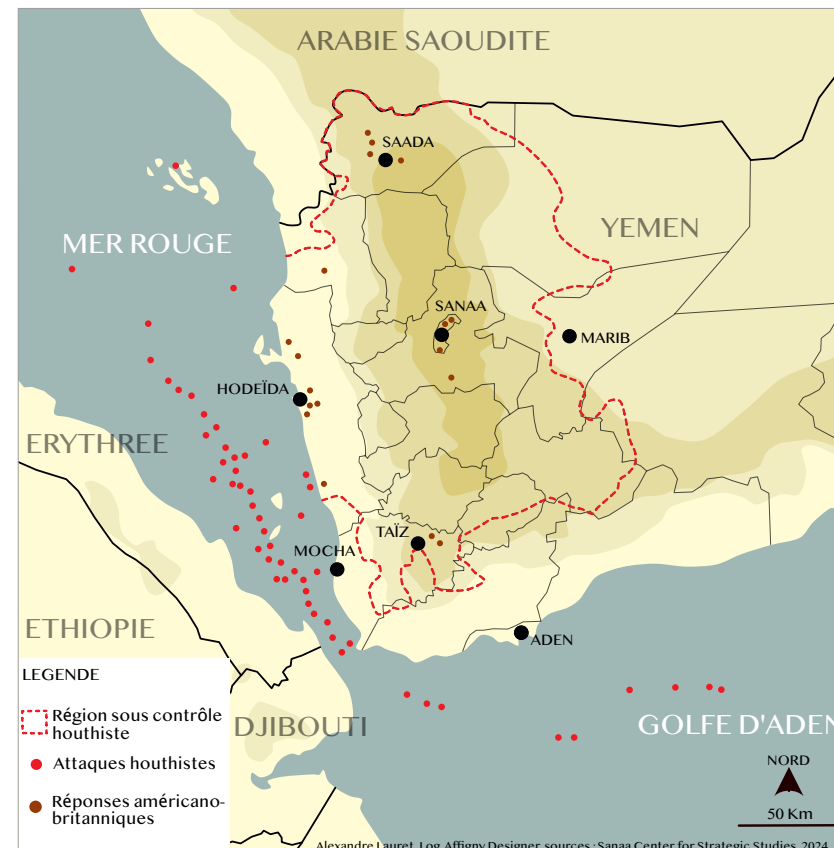 ARABIE SAOUDITE
SAADA
YEMEN
MER ROUGE
SANAA
MARIB
HODEÏDA
ERYTHREE
TAÏZ
MOCHA
ETHIOPIE
ADEN
LEGENDE
Région sous contrôle
houthiste
DJIBOUTI
GOLFE D'ADEN
Attaques houthistes
NORD
Réponses américano-
britanniques
50 Km
Alexandre Lauret, Log Affigny Designer, sources : Sanaa Center for Strategic Studies, 2024